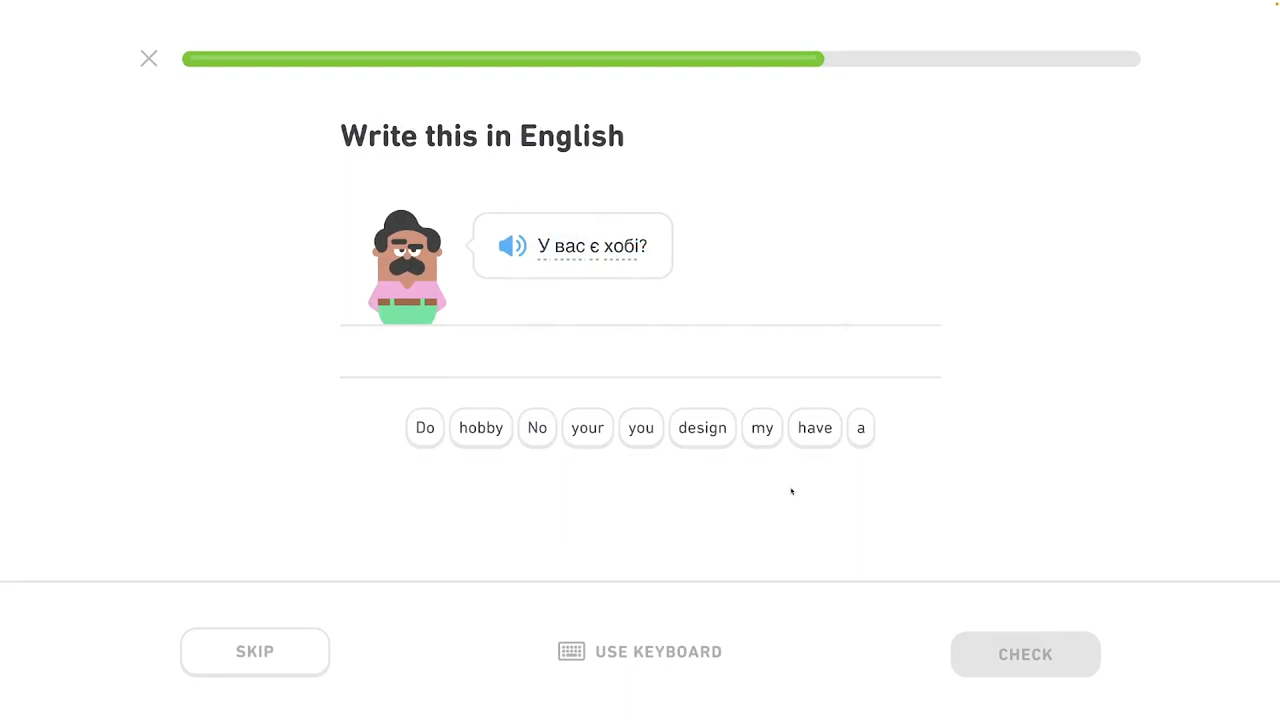 Write this in English
У вас є хобі?
Do hobby No your you design my have a
SKIP USE KEYBOARD CHECK